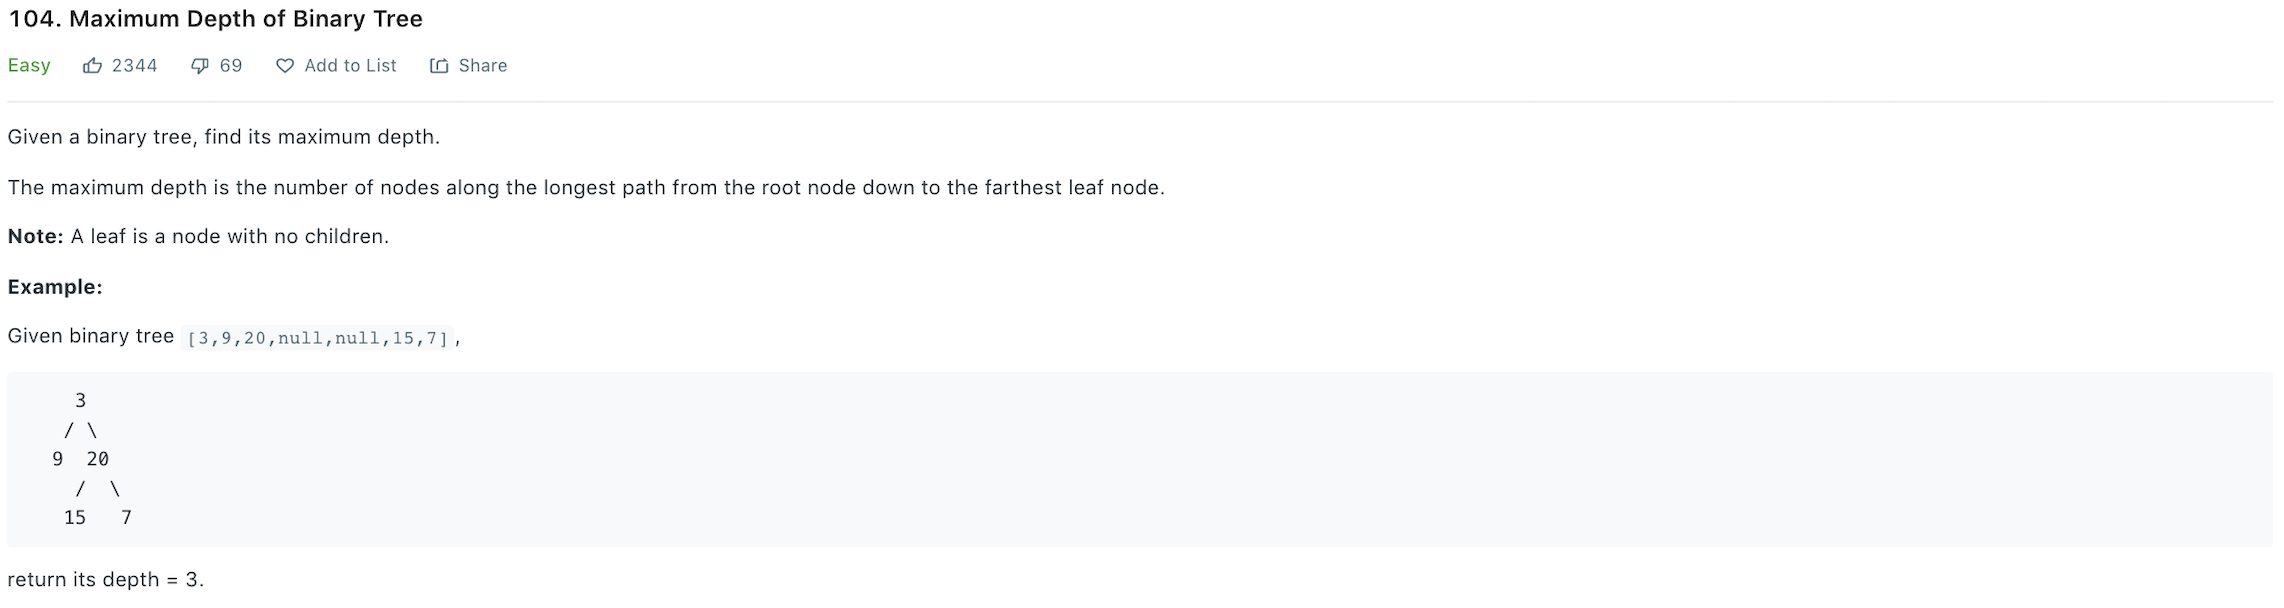 104. Maximum Depth of Binary Tree
Easy 2344 69 Add to List Share
Given a binary tree, find its maximum depth.
The maximum depth is the number of nodes along the longest path from the root node down to the farthest leaf node.
Note: A leaf is a node with no children.
Example:
Given binary tree [3,9,20,null,null,15,7],
    3
   / \
  9  20
    /  \
   15   7
return its depth = 3.